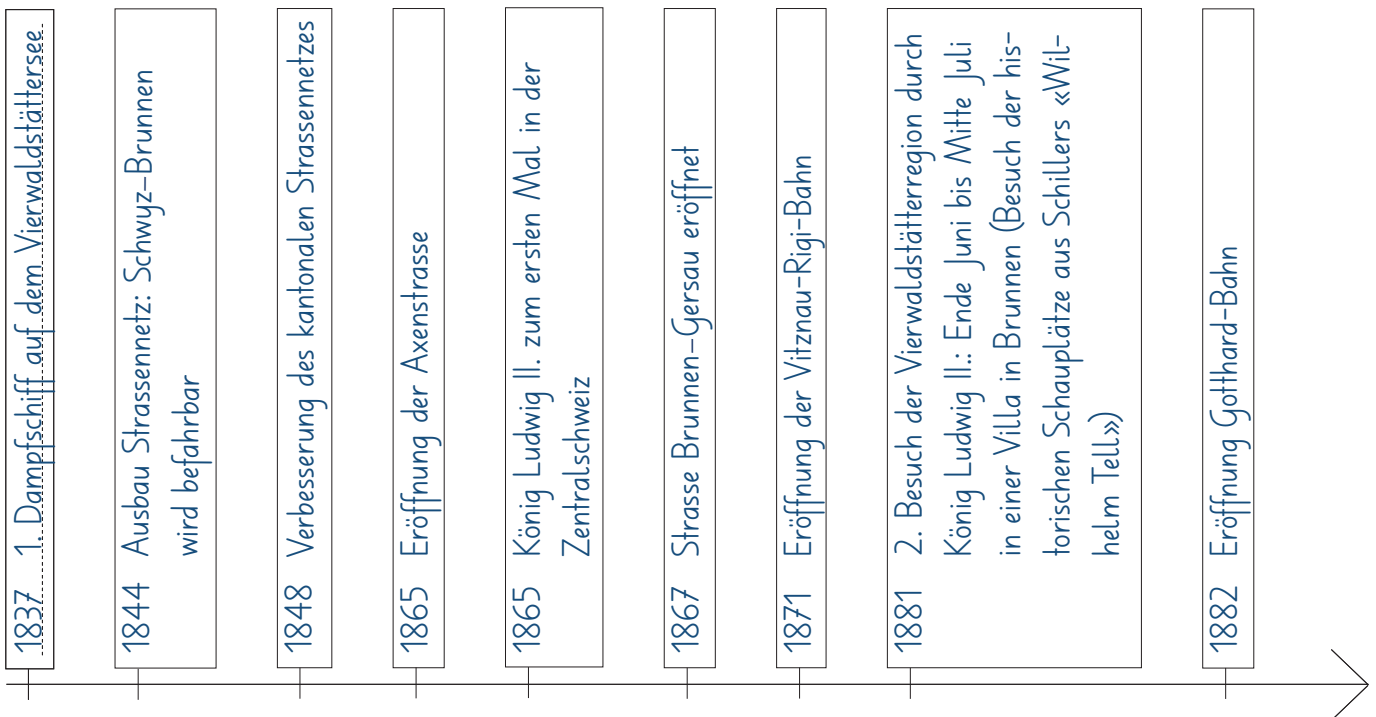 1837 1. Dampfschiff auf dem Vierwaldstättersee
1844 Ausbau Strassennetz: Schwyz-Brunnen
wird befahrbar
1848 Verbesserung des kantonalen Strassennetzes
1865 Eröffnung der Axenstrasse
1865 König Ludwig II. zum ersten Mal in der
Zentralschweiz
1867 Strasse Brunnen-Gersau eröffnet
1871 Eröffnung der Vitznau-Rigi-Bahn
1881 2. Besuch der Vierwaldstätterregion durch
König Ludwig II.: Ende Juni bis Mitte Juli
in einer Villa in Brunnen (Besuch der his-
torischen Schauplätze aus Schillers «Wil-
helm Tell»)
1882 Eröffnung Gotthard-Bahn